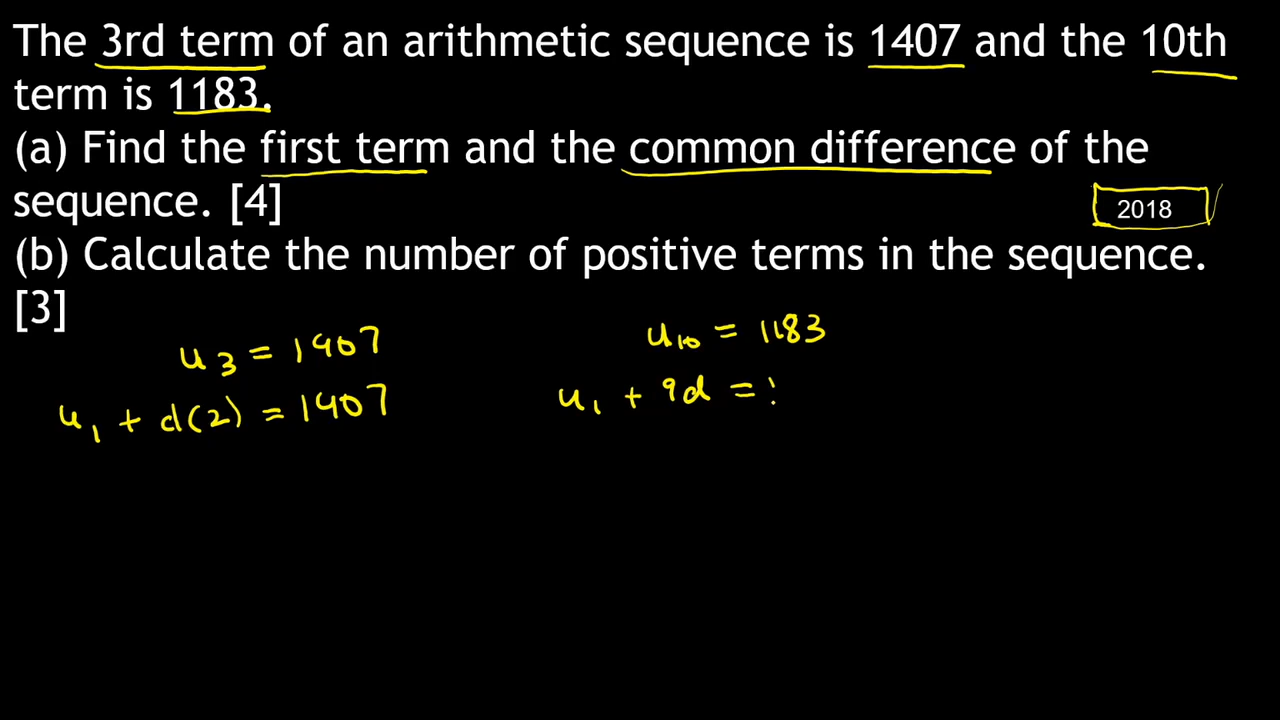 The 3rd term of an arithmetic sequence is 1407 and the 10th
term is 1183.
(a) Find the first term and the common difference of the
sequence. [4]
2018
(b) Calculate the number of positive terms in the sequence.
[3]
u₃ = 1407
u₁₀ = 1183
u₁ + d(2) = 1407
u₁ + 9d =